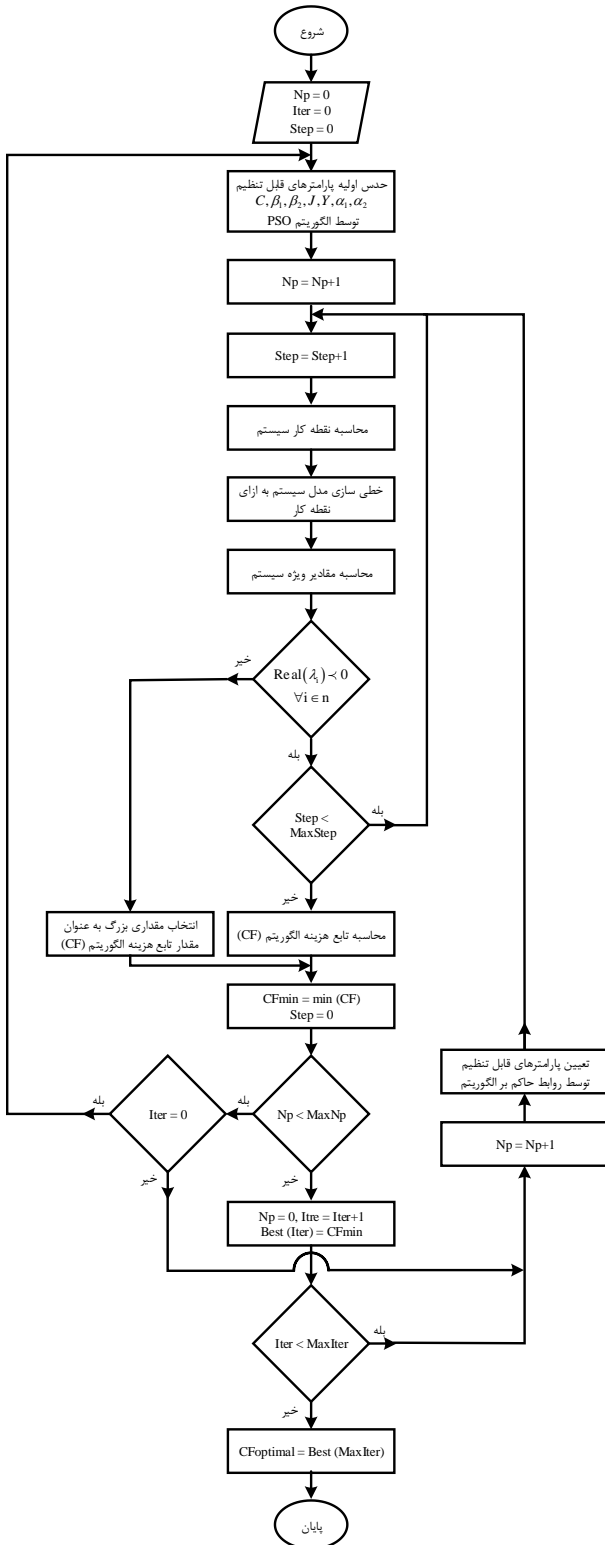 شروع
Np = 0
Iter = 0
Step = 0
حدس اولیه پارامترهای قابل تنظیم
C, β₁, β₂, J, Y, α₁, α₂
توسط الگوریتم PSO
Np = Np+1
Step = Step+1
محاسبه نقطه کار سیستم
خطی سازی مدل سیستم به ازای
نقطه کار
محاسبه مقادیر ویژه سیستم
خیر
Real(λᵢ) ≺ 0
∀i ∈ n
بله
Step <
MaxStep
بله
خیر
انتخاب مقداری بزرگ به عنوان
مقدار تابع هزینه الگوریتم (CF)
محاسبه تابع هزینه الگوریتم (CF)
CFmin = min (CF)
Step = 0
تعیین پارامترهای قابل تنظیم
توسط روابط حاکم بر الگوریتم
بله
Iter = 0
بله
Np < MaxNp
Np = Np+1
خیر
خیر
Np = 0, Itre = Iter+1
Best (Iter) = CFmin
Iter < MaxIter
بله
خیر
CFoptimal = Best (MaxIter)
پایان